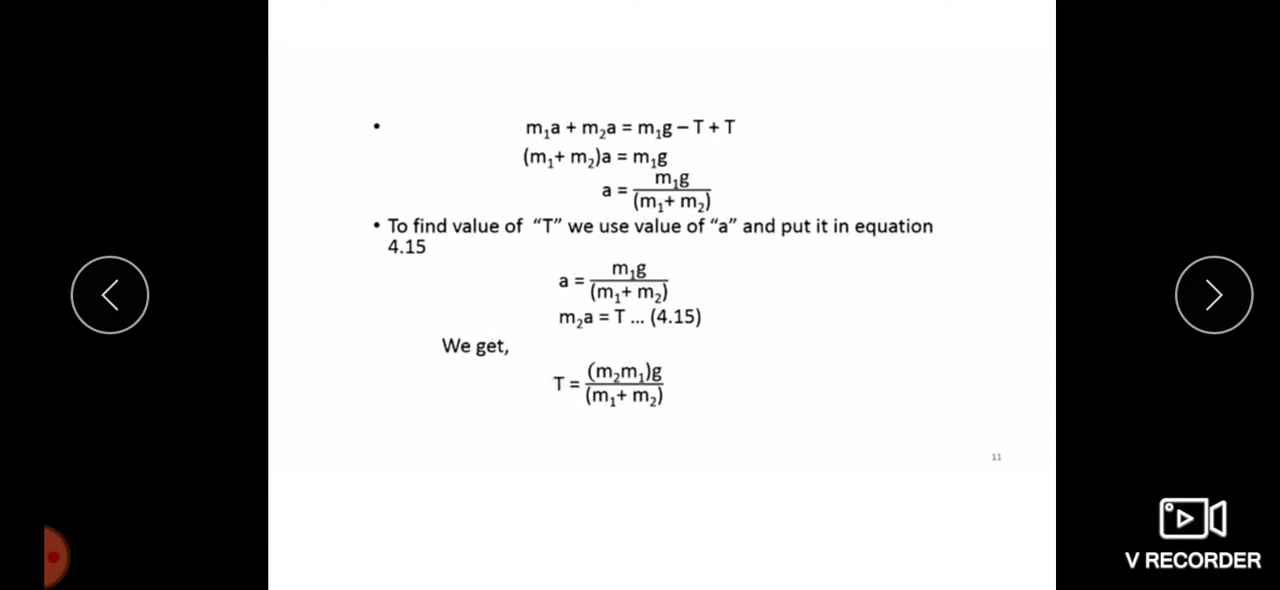 • m₁a + m₂a = m₁g – T + T
(m₁+ m₂)a = m₁g
a = m₁g / (m₁+ m₂)
• To find value of “T” we use value of “a” and put it in equation
4.15
a = m₁g / (m₁+ m₂)
m₂a = T ... (4.15)
We get,
T = (m₂m₁)g / (m₁+ m₂)
11
V RECORDER